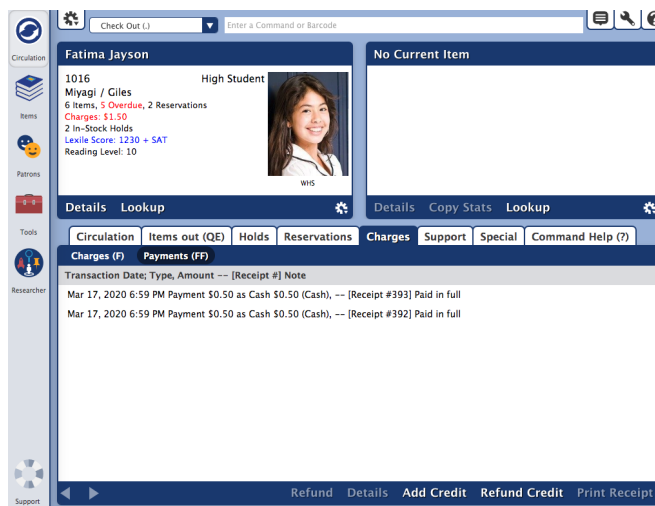 Check Out (.)
Enter a Command or Barcode
Circulation
Items
Patrons
Tools
Researcher
Support
Fatima Jayson
1016 High Student
Miyagi / Giles
6 Items, 5 Overdue, 2 Reservations
Charges: $1.50
2 In-Stock Holds
Lexile Score: 1230 + SAT
Reading Level: 10
WHS
Details Lookup
No Current Item
Details Copy Stats Lookup
Circulation Items out (QE) Holds Reservations Charges Support Special Command Help (?)
Charges (F) Payments (FF)
Transaction Date; Type, Amount -- [Receipt #] Note
Mar 17, 2020 6:59 PM Payment $0.50 as Cash $0.50 (Cash), -- [Receipt #393] Paid in full
Mar 17, 2020 6:59 PM Payment $0.50 as Cash $0.50 (Cash), -- [Receipt #392] Paid in full
Refund Details Add Credit Refund Credit Print Receipt